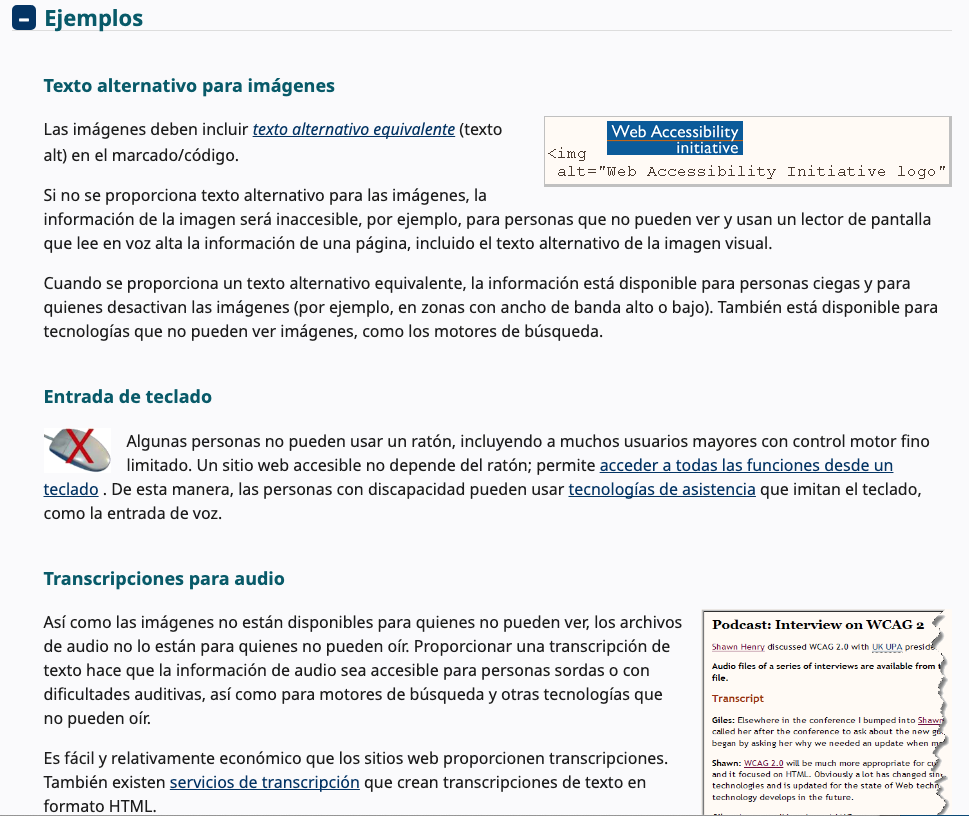 Ejemplos
Texto alternativo para imágenes
Las imágenes deben incluir texto alternativo equivalente (texto
alt) en el marcado/código.
Web Accessibility
initiative
<img
alt="Web Accessibility Initiative logo"
Si no se proporciona texto alternativo para las imágenes, la
información de la imagen será inaccesible, por ejemplo, para personas que no pueden ver y usan un lector de pantalla
que lee en voz alta la información de una página, incluido el texto alternativo de la imagen visual.
Cuando se proporciona un texto alternativo equivalente, la información está disponible para personas ciegas y para
quienes desactivan las imágenes (por ejemplo, en zonas con ancho de banda alto o bajo). También está disponible para
tecnologías que no pueden ver imágenes, como los motores de búsqueda.
Entrada de teclado
Algunas personas no pueden usar un ratón, incluyendo a muchos usuarios mayores con control motor fino
limitado. Un sitio web accesible no depende del ratón; permite acceder a todas las funciones desde un
teclado . De esta manera, las personas con discapacidad pueden usar tecnologías de asistencia que imitan el teclado,
como la entrada de voz.
Transcripciones para audio
Así como las imágenes no están disponibles para quienes no pueden ver, los archivos
de audio no lo están para quienes no pueden oír. Proporcionar una transcripción de
texto hace que la información de audio sea accesible para personas sordas o con
dificultades auditivas, así como para motores de búsqueda y otras tecnologías que
no pueden oír.
Es fácil y relativamente económico que los sitios web proporcionen transcripciones.
También existen servicios de transcripción que crean transcripciones de texto en
formato HTML.
Podcast: Interview on WCAG 2
Shawn Henry discussed WCAG 2.0 with UK UPA
Audio files of a series of interviews are available from
file.
Transcript
Giles: Elsewhere in the conference I bumped into Shawn
called her after the conference to ask about the new
began by asking her why we needed an update when
Shawn: WCAG 2.0 will be much more appropriate for
and it focused on HTML. Obviously a lot has changed
technologies and is updated for the state of Web
technology develops in the future.